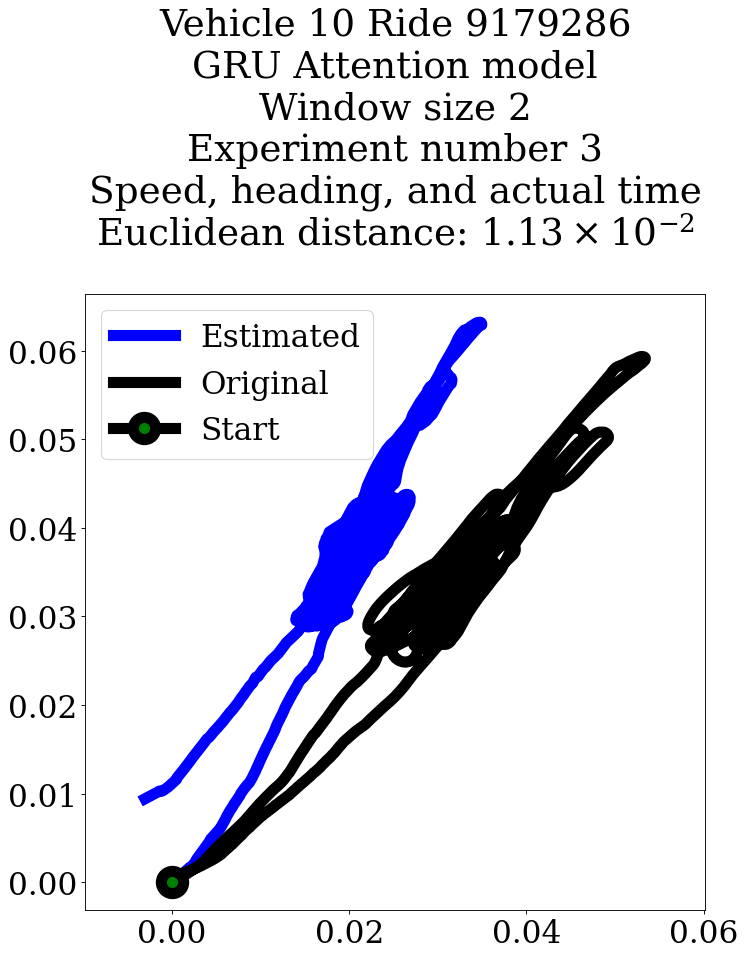 Vehicle 10 Ride 9179286
GRU Attention model
Window size 2
Experiment number 3
Speed, heading, and actual time
Euclidean distance: 1.13 × 10⁻²
Estimated
Original
Start
0.06
0.05
0.04
0.03
0.02
0.01
0.00
0.00 0.02 0.04 0.06